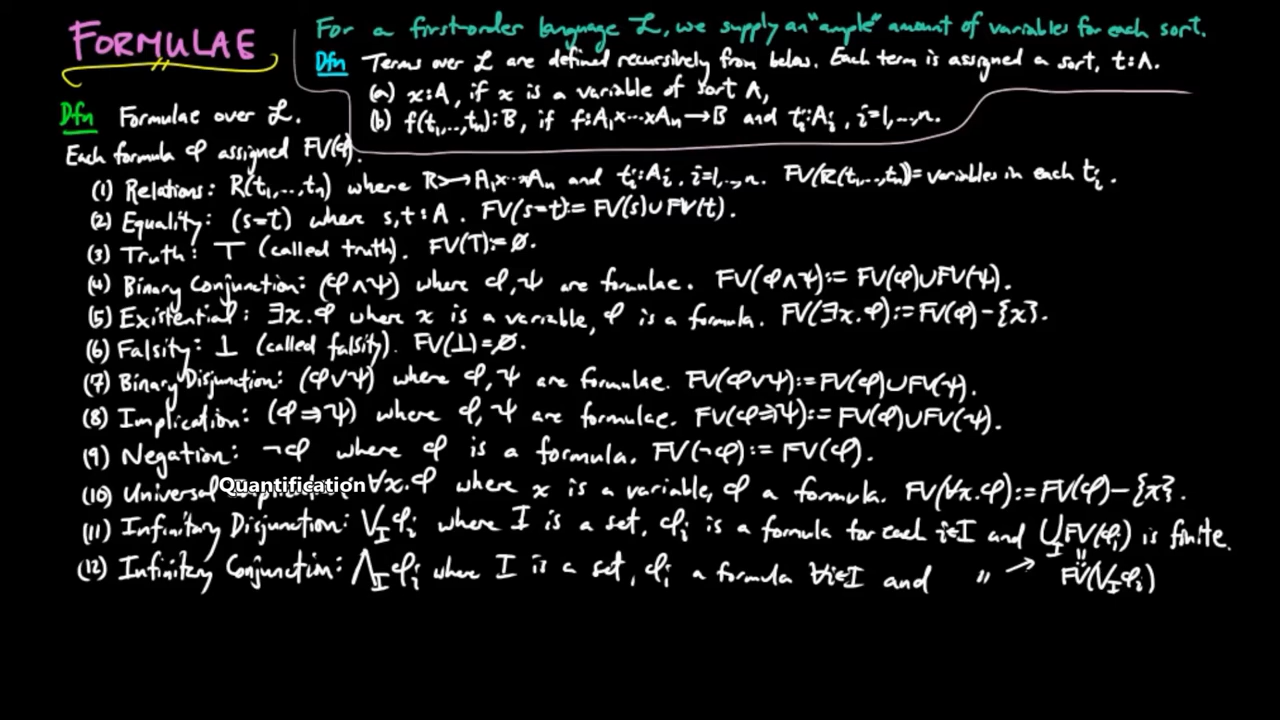 FORMULAE
For a first-order language L, we supply an "ample" amount of variables for each sort.
Dfn Terms over L are defined recursively from below. Each term is assigned a sort, t:A.
(a) x:A, if x is a variable of sort A,
(b) f(t₁,...,tₙ):B, if f:A₁×···×Aₙ→B and tᵢ:Aᵢ, i=1,...,n.
Dfn Formulae over L.
Each formula φ assigned FV(φ).
(1) Relations: R(t₁,...,tₙ) where R↣A₁×···×Aₙ and tᵢ:Aᵢ, i=1,...,n. FV(R(t₁,...,tₙ))=variables in each tᵢ.
(2) Equality: (s=t) where s,t:A. FV(s=t):=FV(s)∪FV(t).
(3) Truth: ⊤ (called truth). FV(⊤):=∅.
(4) Binary Conjunction: (φ∧ψ) where φ,ψ are formulae. FV(φ∧ψ):=FV(φ)∪FV(ψ).
(5) Existential: ∃x.φ where x is a variable, φ is a formula. FV(∃x.φ):=FV(φ)-{x}.
(6) Falsity: ⊥ (called falsity). FV(⊥)=∅.
(7) Binary Disjunction: (φ∨ψ) where φ,ψ are formulae. FV(φ∨ψ):=FV(φ)∪FV(ψ).
(8) Implication: (φ⇒ψ) where φ,ψ are formulae. FV(φ⇒ψ):=FV(φ)∪FV(ψ).
(9) Negation: ¬φ where φ is a formula. FV(¬φ):=FV(φ).
(10) Universal Quantification ∀x.φ where x is a variable, φ a formula. FV(∀x.φ):=FV(φ)-{x}.
(11) Infinitary Disjunction: ⋁_I φᵢ where I is a set, φᵢ is a formula for each i∈I and ⋃_I FV(φᵢ) is finite.
(12) Infinitary Conjunction: ⋀_I φᵢ where I is a set, φᵢ a formula ∀i∈I and 〃 → FV(⋁_I φᵢ)